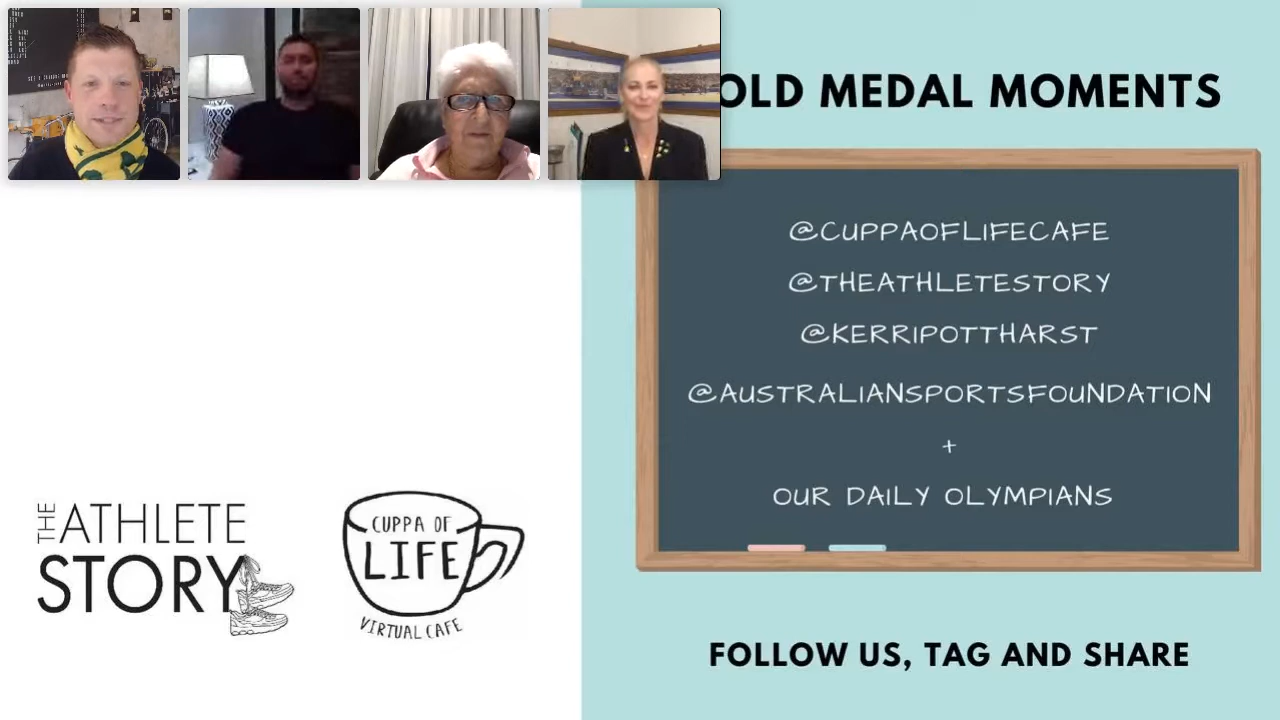 OLD MEDAL MOMENTS
@CUPPAOFLIFECAFE
@THEATHLETESTORY
@KERRIPOTTHARST
@AUSTRALIANSPORTSFOUNDATION
+
OUR DAILY OLYMPIANS
THE ATHLETE
STORY
CUPPA OF
LIFE
VIRTUAL CAFE
FOLLOW US, TAG AND SHARE